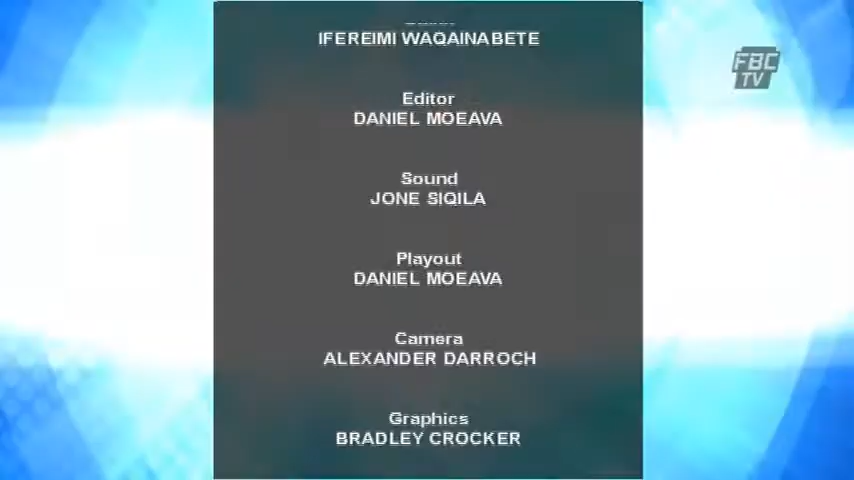 IFEREIMI WAQAINABETE
FBC
TV
Editor
DANIEL MOEAVA
Sound
JONE SIQILA
Playout
DANIEL MOEAVA
Camera
ALEXANDER DARROCH
Graphics
BRADLEY CROCKER